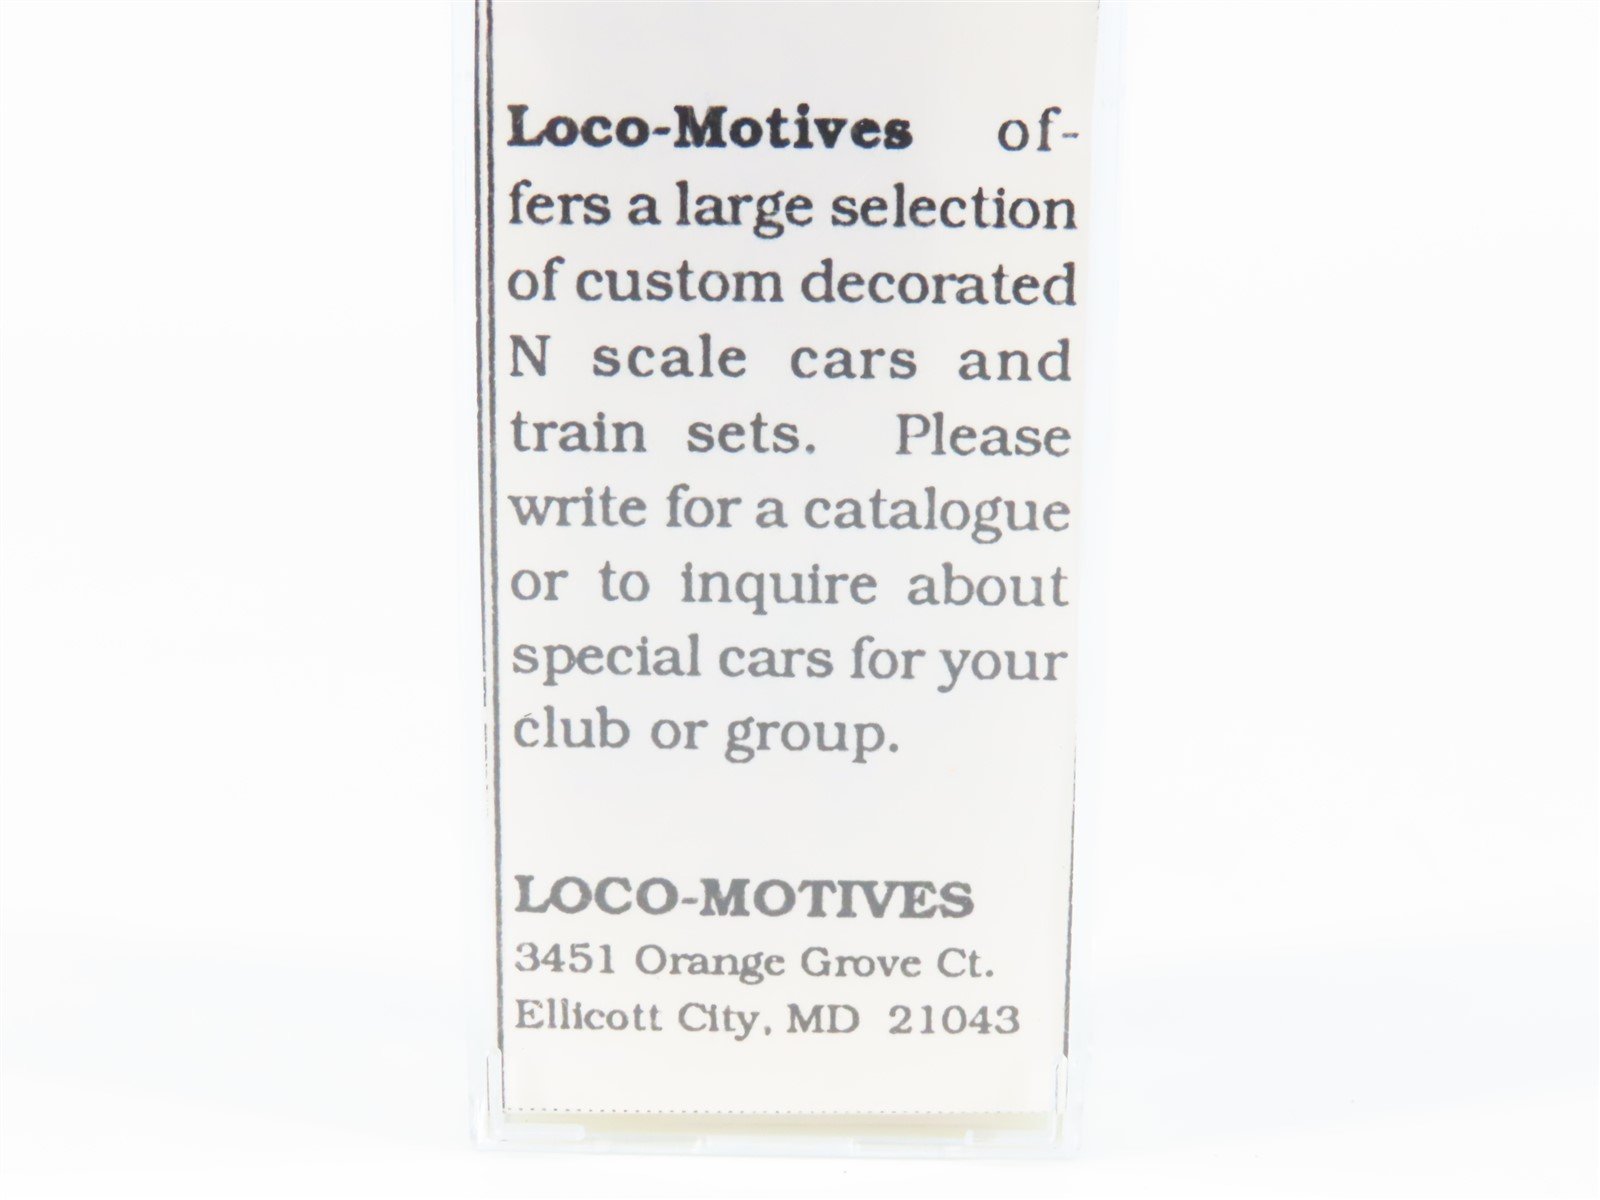 Loco-Motives of-
fers a large selection
of custom decorated
N scale cars and
train sets. Please
write for a catalogue
or to inquire about
special cars for your
club or group.
LOCO-MOTIVES
3451 Orange Grove Ct.
Ellicott City, MD 21043